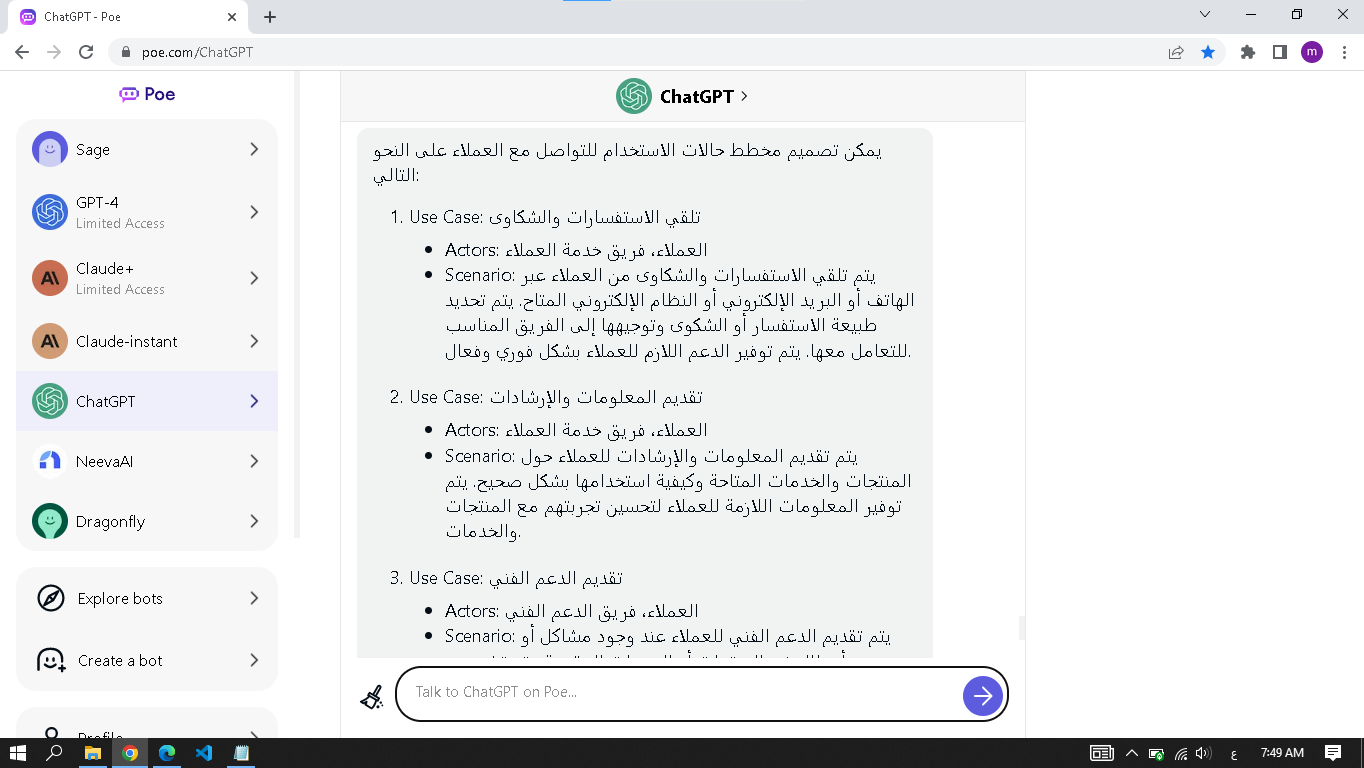 ChatGPT - Poe
poe.com/ChatGPT
m
Poe
Sage
GPT-4
Limited Access
Claude+
Limited Access
Claude-instant
ChatGPT
NeevaAI
Dragonfly
Explore bots
Create a bot
Profile
ChatGPT
يمكن تصميم مخطط حالات الاستخدام للتواصل مع العملاء على النحو
التالي:
1. Use Case: تلقي الاستفسارات والشكاوى
• Actors: العملاء، فريق خدمة العملاء
• Scenario: يتم تلقي الاستفسارات والشكاوى من العملاء عبر
الهاتف أو البريد الإلكتروني أو النظام الإلكتروني المتاح. يتم تحديد
طبيعة الاستفسار أو الشكوى وتوجيهها إلى الفريق المناسب
للتعامل معها. يتم توفير الدعم اللازم للعملاء بشكل فوري وفعال.
2. Use Case: تقديم المعلومات والإرشادات
• Actors: العملاء، فريق خدمة العملاء
• Scenario: يتم تقديم المعلومات والإرشادات للعملاء حول
المنتجات والخدمات المتاحة وكيفية استخدامها بشكل صحيح. يتم
توفير المعلومات اللازمة للعملاء لتحسين تجربتهم مع المنتجات
والخدمات.
3. Use Case: تقديم الدعم الفني
• Actors: العملاء، فريق الدعم الفني
• Scenario: يتم تقديم الدعم الفني للعملاء عند وجود مشاكل أو
Talk to ChatGPT on Poe...
ع
7:49 AM